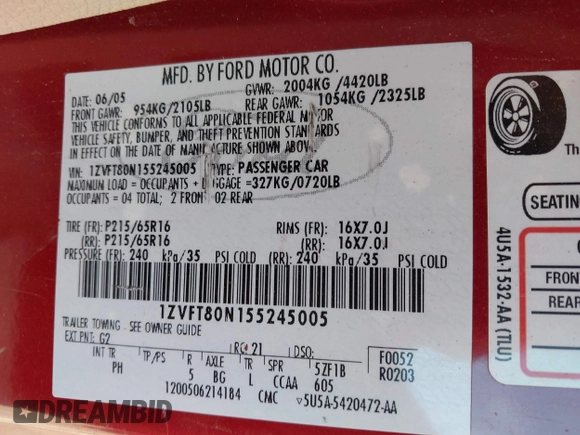 MFD. BY FORD MOTOR CO.
DATE: 06/05 GVWR: 2004KG/4420LB
FRONT GAWR: 954KG/2105LB REAR GAWR: 1054KG/2325LB
THIS VEHICLE CONFORMS TO ALL APPLICABLE FEDERAL MOTOR
VEHICLE SAFETY, BUMPER, AND THEFT PREVENTION STANDARDS
IN EFFECT ON THE DATE OF MANUFACTURE SHOWN ABOVE.
VIN: 1ZVFT80N155245005 TYPE: PASSENGER CAR
MAXIMUM LOAD = OCCUPANTS + LUGGAGE = 327KG/0720LB
OCCUPANTS = 04 TOTAL; 2 FRONT 02 REAR
TIRE (FR): P215/65R16 RIMS (FR): 16X7.0J
(RR): P215/65R16 (RR): 16X7.0J
PRESSURE (FR): 240 kPa/35 PSI COLD (RR): 240 kPa/35 PSI COLD
1ZVFT80N155245005
TRAILER TOWING - SEE OWNER GUIDE
EXT PNT: G2 RC: 21 DSO: F0052
INT TR TP/PS R AXLE TR SPR 5ZF1B R0203
PH 5 BG L CCAA 605
1200506214184 CMC ▽5U5A-5420472-AA
4U5A-1532-AA (TLU)
SEATING
FRON
REAR
DREAMBID